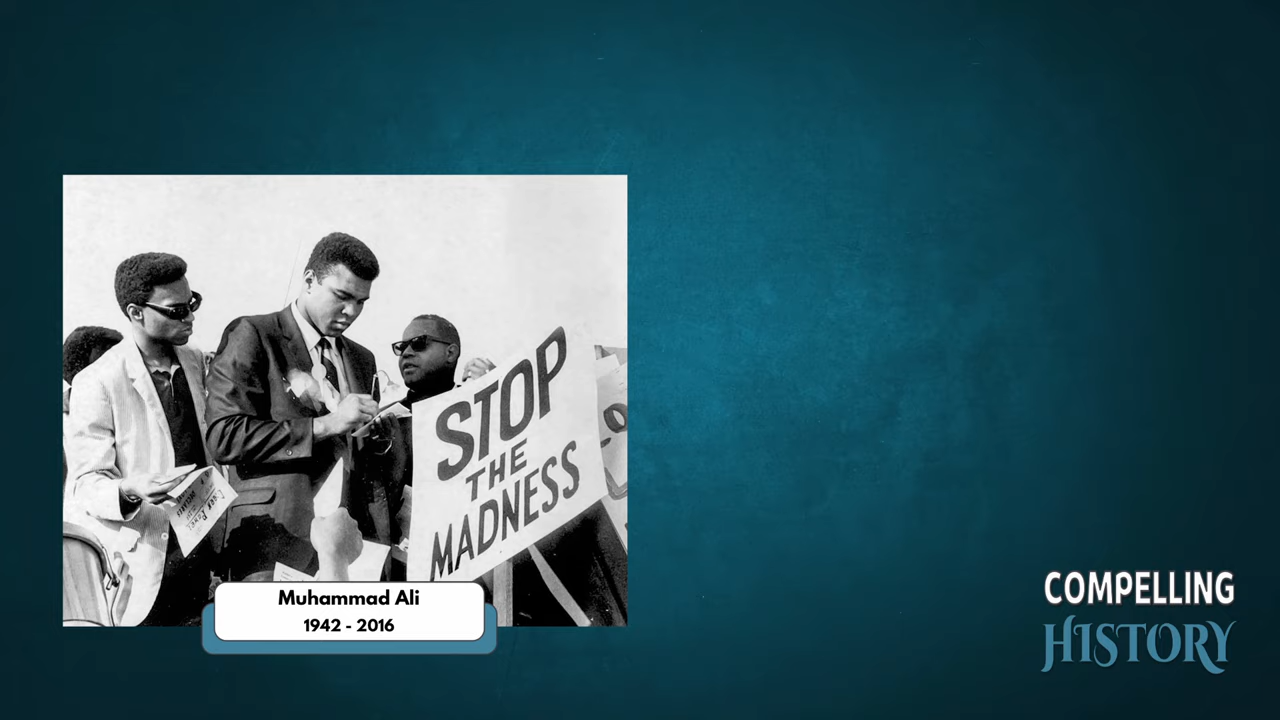 STOP
THE
MADNESS
Muhammad Ali
1942 - 2016
COMPELLING
HISTORY